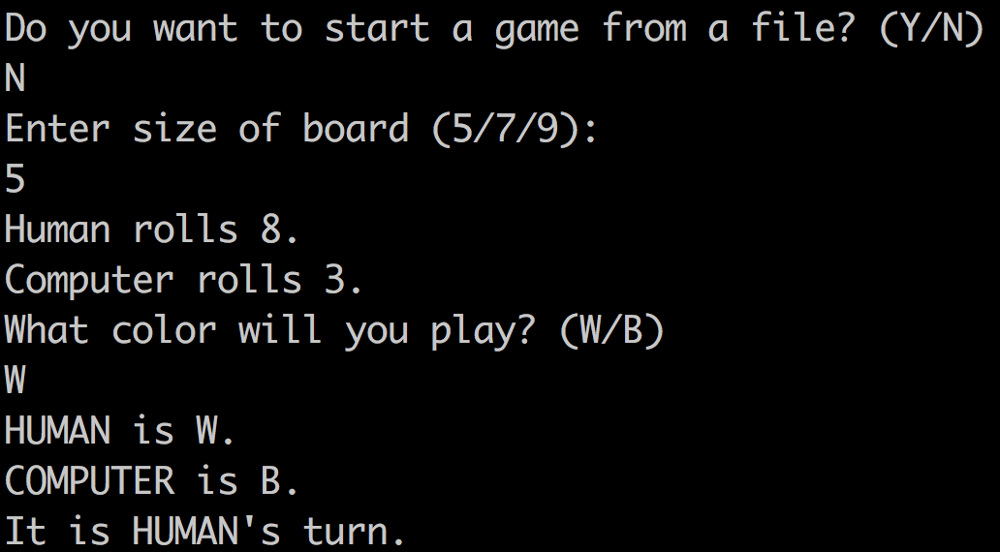 Do you want to start a game from a file? (Y/N)
N
Enter size of board (5/7/9):
5
Human rolls 8.
Computer rolls 3.
What color will you play? (W/B)
W
HUMAN is W.
COMPUTER is B.
It is HUMAN's turn.